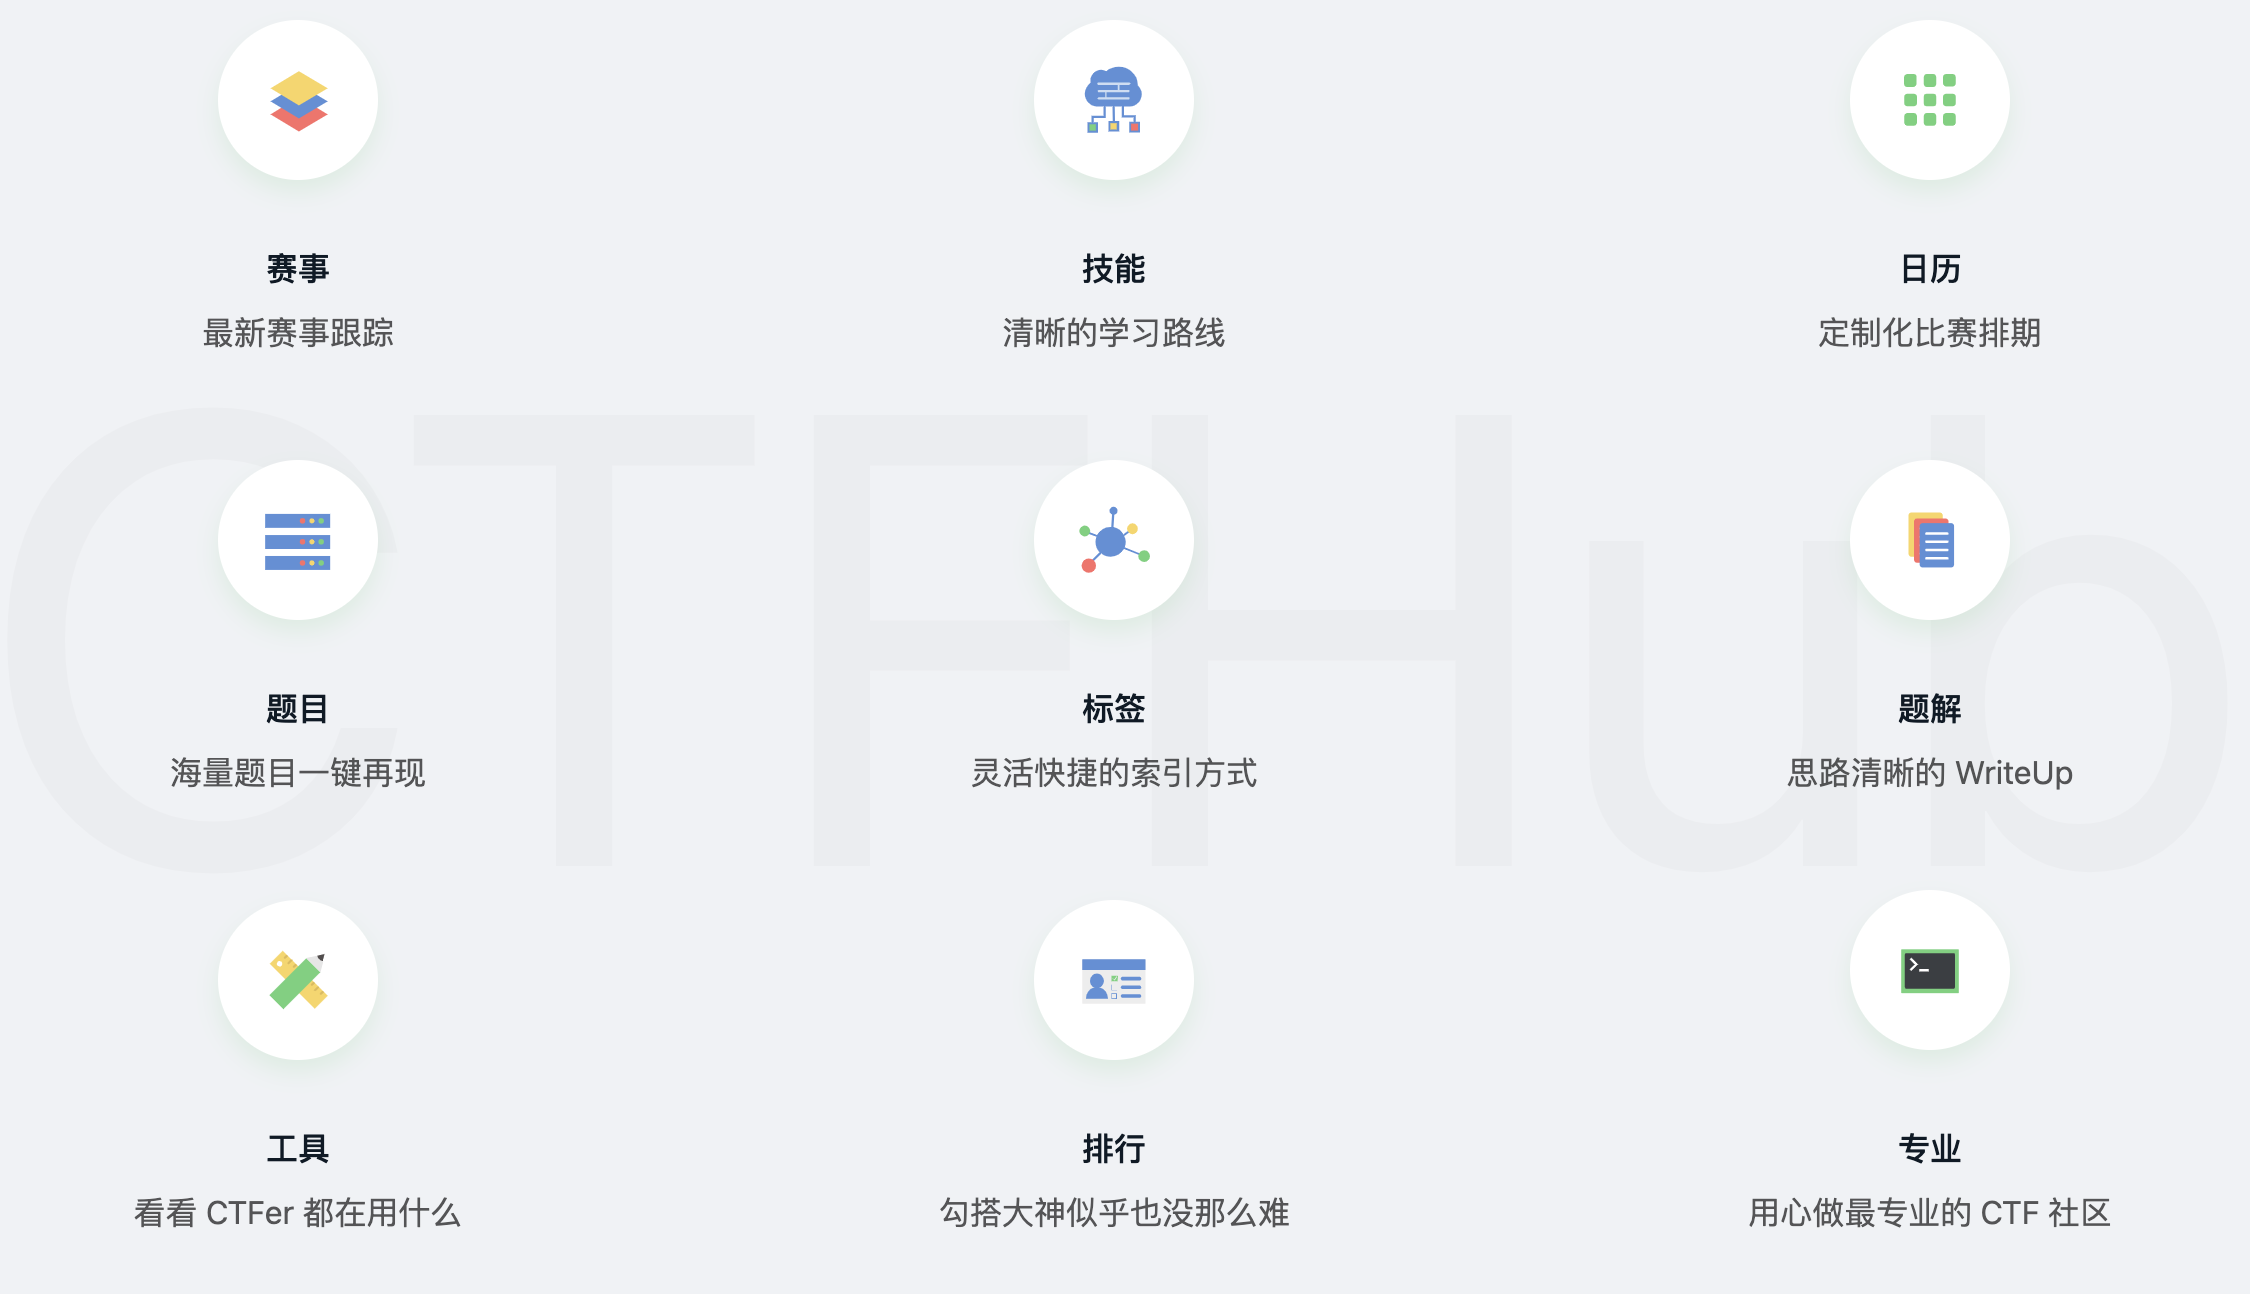 赛事
最新赛事跟踪
技能
清晰的学习路线
日历
定制化比赛排期
CTFHub
题目
海量题目一键再现
标签
灵活快捷的索引方式
题解
思路清晰的 WriteUp
工具
看看 CTFer 都在用什么
排行
勾搭大神似乎也没那么难
专业
用心做最专业的 CTF 社区